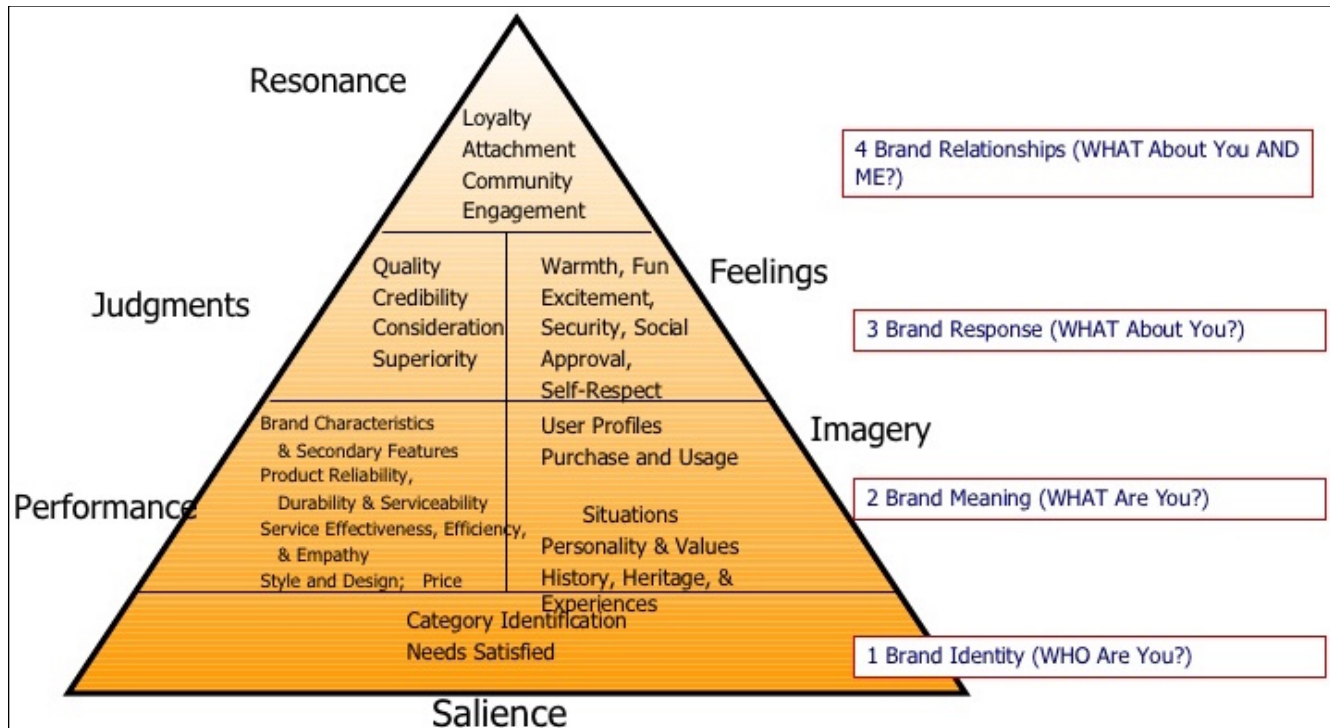 Resonance
Loyalty
Attachment
Community
Engagement
4 Brand Relationships (WHAT About You AND
ME?)
Judgments
Quality
Credibility
Consideration
Superiority
Warmth, Fun
Excitement,
Security, Social
Approval,
Self-Respect
Feelings
3 Brand Response (WHAT About You?)
Performance
Brand Characteristics
& Secondary Features
Product Reliability,
Durability & Serviceability
Service Effectiveness, Efficiency,
& Empathy
Style and Design; Price
User Profiles
Purchase and Usage
Situations
Personality & Values
History, Heritage, &
Experiences
Imagery
2 Brand Meaning (WHAT Are You?)
Category Identification
Needs Satisfied
1 Brand Identity (WHO Are You?)
Salience